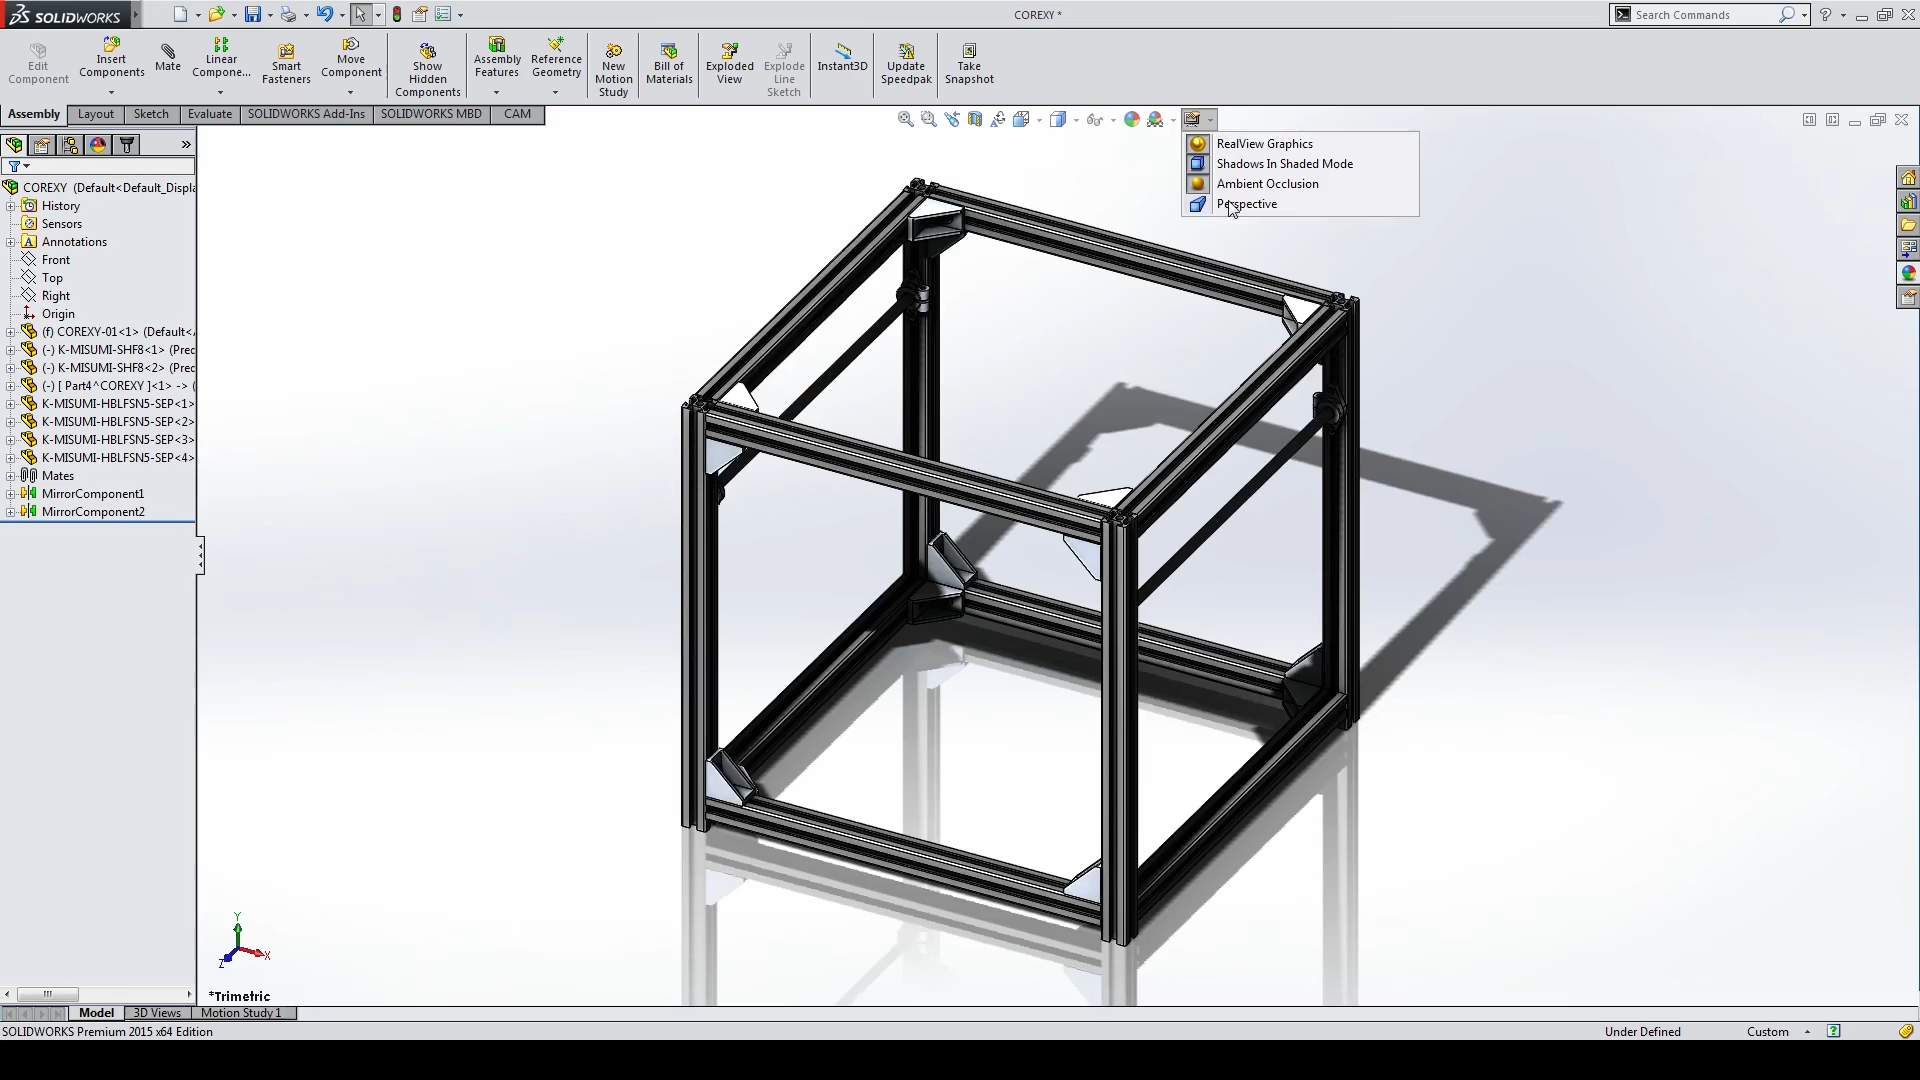 SOLIDWORKS
COREXY *
Search Commands
Edit Component
Insert Components
Mate
Linear Compone...
Smart Fasteners
Move Component
Show Hidden Components
Assembly Features
Reference Geometry
New Motion Study
Bill of Materials
Exploded View
Explode Line Sketch
Instant3D
Update Speedpak
Take Snapshot
Assembly
Layout
Sketch
Evaluate
SOLIDWORKS Add-Ins
SOLIDWORKS MBD
CAM
RealView Graphics
Shadows In Shaded Mode
Ambient Occlusion
Perspective
COREXY (Default<Default_Displa
History
Sensors
Annotations
Front
Top
Right
Origin
(f) COREXY-01<1> (Default<
(-) K-MISUMI-SHF8<1> (Prec
(-) K-MISUMI-SHF8<2> (Prec
(-) [ Part4^COREXY ]<1> -> (
K-MISUMI-HBLFSN5-SEP<1>
K-MISUMI-HBLFSN5-SEP<2>
K-MISUMI-HBLFSN5-SEP<3>
K-MISUMI-HBLFSN5-SEP<4>
Mates
MirrorComponent1
MirrorComponent2
Y
X
Z
*Trimetric
Model
3D Views
Motion Study 1
SOLIDWORKS Premium 2015 x64 Edition
Under Defined
Custom